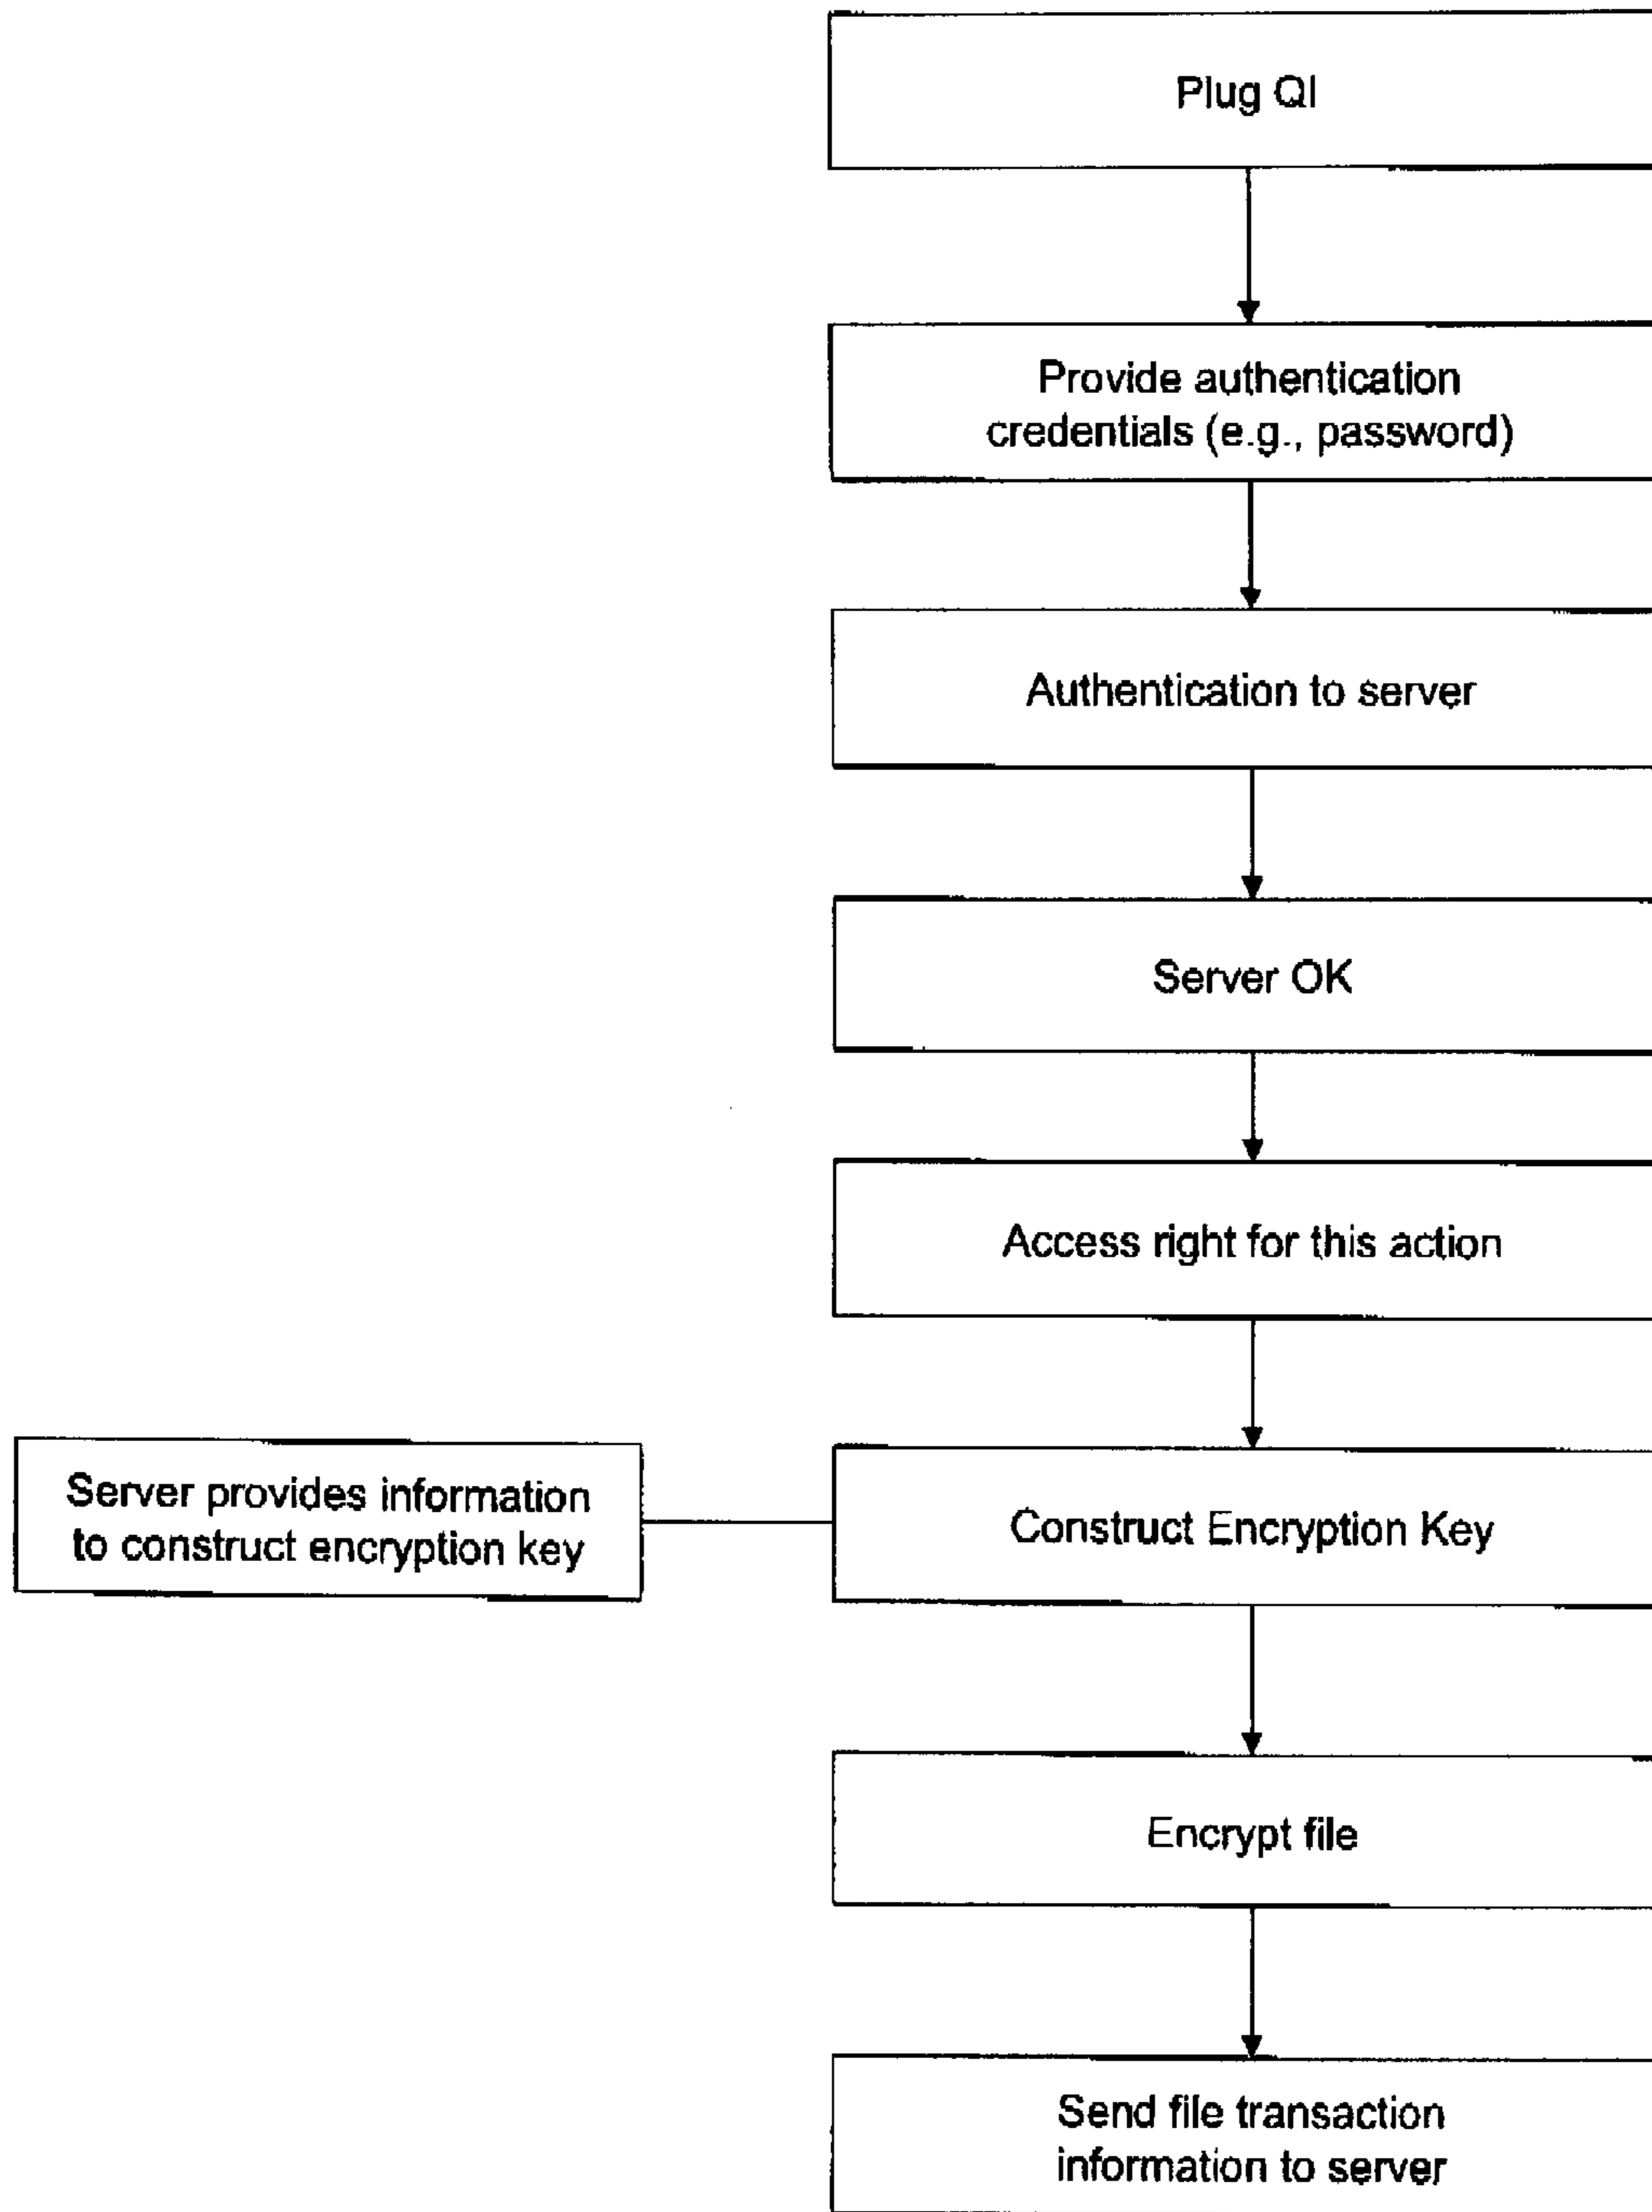 Plug QI
Provide authentication
credentials (e.g., password)
Authentication to server
Server OK
Access right for this action
Server provides information
to construct encryption key
Construct Encryption Key
Encrypt file
Send file transaction
information to server